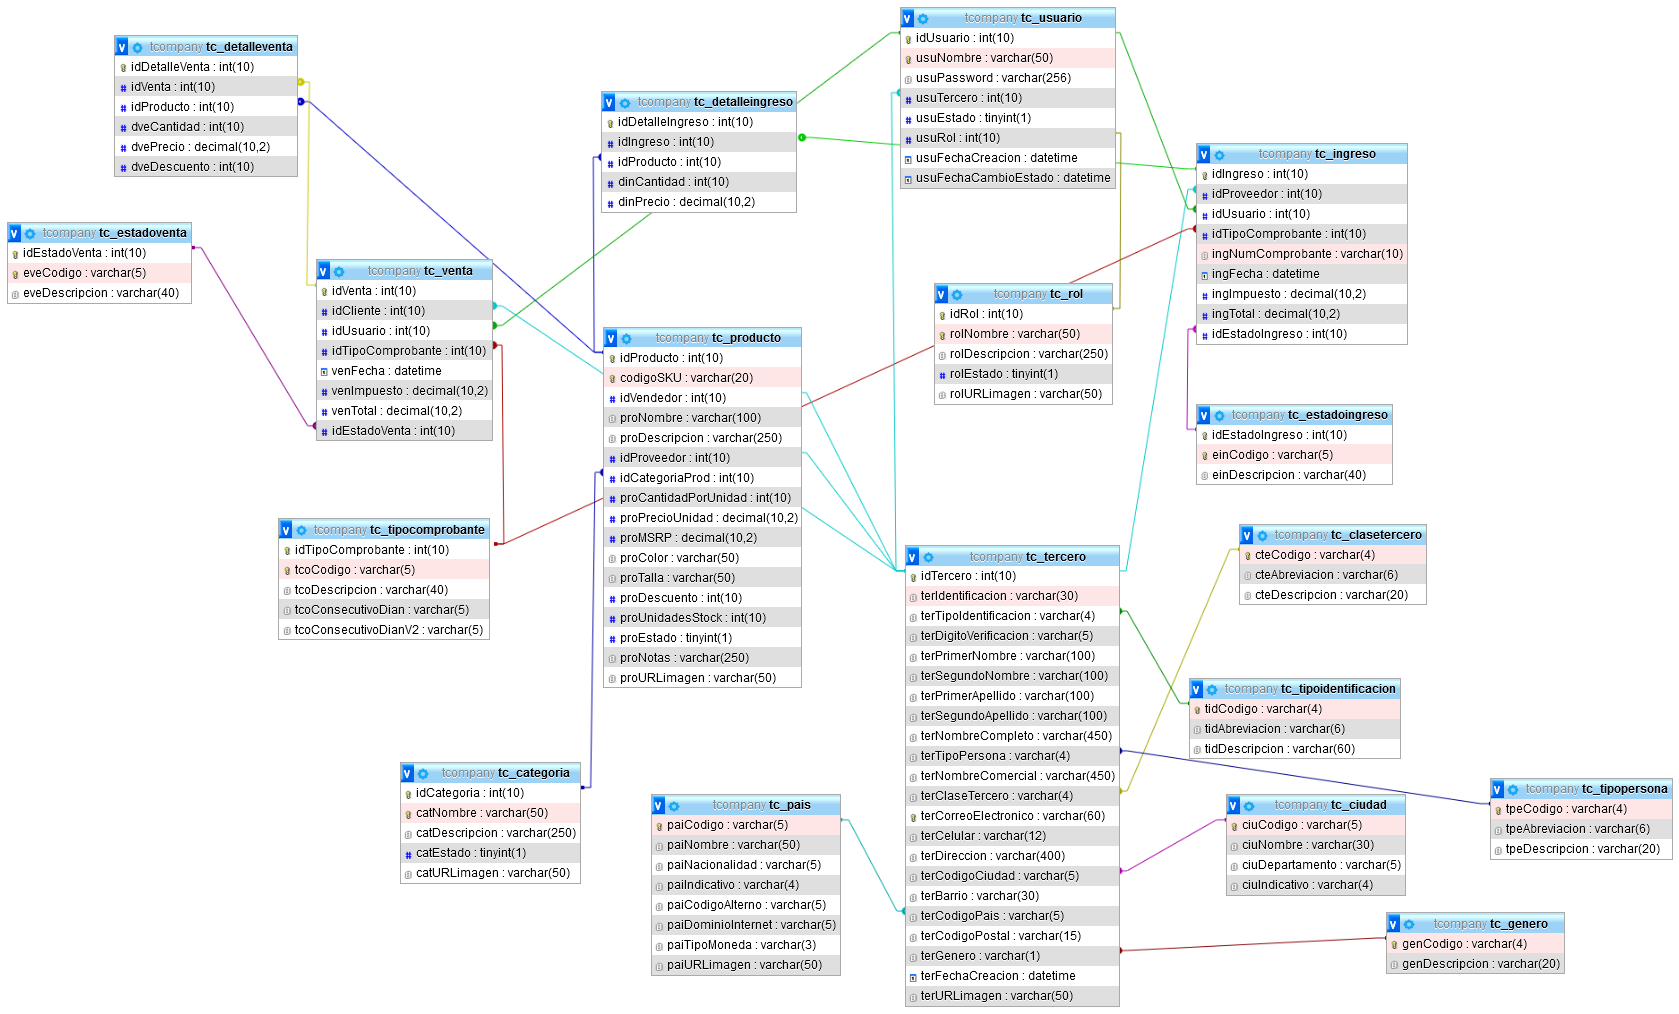 tcompany tc_detalleventa
idDetalleVenta : int(10)
idVenta : int(10)
idProducto : int(10)
dveCantidad : int(10)
dvePrecio : decimal(10,2)
dveDescuento : int(10)
tcompany tc_estadoventa
idEstadoVenta : int(10)
eveCodigo : varchar(5)
eveDescripcion : varchar(40)
tcompany tc_venta
idVenta : int(10)
idCliente : int(10)
idUsuario : int(10)
idTipoComprobante : int(10)
venFecha : datetime
venImpuesto : decimal(10,2)
venTotal : decimal(10,2)
idEstadoVenta : int(10)
tcompany tc_tipocomprobante
idTipoComprobante : int(10)
tcoCodigo : varchar(5)
tcoDescripcion : varchar(40)
tcoConsecutivoDian : varchar(5)
tcoConsecutivoDianV2 : varchar(5)
tcompany tc_categoria
idCategoria : int(10)
catNombre : varchar(50)
catDescripcion : varchar(250)
catEstado : tinyint(1)
catURLimagen : varchar(50)
tcompany tc_detalleingreso
idDetalleIngreso : int(10)
idIngreso : int(10)
idProducto : int(10)
dinCantidad : int(10)
dinPrecio : decimal(10,2)
tcompany tc_producto
idProducto : int(10)
codigoSKU : varchar(20)
idVendedor : int(10)
proNombre : varchar(100)
proDescripcion : varchar(250)
idProveedor : int(10)
idCategoriaProd : int(10)
proCantidadPorUnidad : int(10)
proPrecioUnidad : decimal(10,2)
proMSRP : decimal(10,2)
proColor : varchar(50)
proTalla : varchar(50)
proDescuento : int(10)
proUnidadesStock : int(10)
proEstado : tinyint(1)
proNotas : varchar(250)
proURLimagen : varchar(50)
tcompany tc_pais
paiCodigo : varchar(5)
paiNombre : varchar(50)
paiNacionalidad : varchar(5)
paiIndicativo : varchar(4)
paiCodigoAlterno : varchar(5)
paiDominioInternet : varchar(5)
paiTipoMoneda : varchar(3)
paiURLimagen : varchar(50)
tcompany tc_usuario
idUsuario : int(10)
usuNombre : varchar(50)
usuPassword : varchar(256)
usuTercero : int(10)
usuEstado : tinyint(1)
usuRol : int(10)
usuFechaCreacion : datetime
usuFechaCambioEstado : datetime
tcompany tc_rol
idRol : int(10)
rolNombre : varchar(50)
rolDescripcion : varchar(250)
rolEstado : tinyint(1)
rolURLimagen : varchar(50)
tcompany tc_tercero
idTercero : int(10)
terIdentificacion : varchar(30)
terTipoIdentificacion : varchar(4)
terDigitoVerificacion : varchar(5)
terPrimerNombre : varchar(100)
terSegundoNombre : varchar(100)
terPrimerApellido : varchar(100)
terSegundoApellido : varchar(100)
terNombreCompleto : varchar(450)
terTipoPersona : varchar(4)
terNombreComercial : varchar(450)
terClaseTercero : varchar(4)
terCorreoElectronico : varchar(60)
terCelular : varchar(12)
terDireccion : varchar(400)
terCodigoCiudad : varchar(5)
terBarrio : varchar(30)
terCodigoPais : varchar(5)
terCodigoPostal : varchar(15)
terGenero : varchar(1)
terFechaCreacion : datetime
terURLimagen : varchar(50)
tcompany tc_ingreso
idIngreso : int(10)
idProveedor : int(10)
idUsuario : int(10)
idTipoComprobante : int(10)
ingNumComprobante : varchar(10)
ingFecha : datetime
ingImpuesto : decimal(10,2)
ingTotal : decimal(10,2)
idEstadoIngreso : int(10)
tcompany tc_estadoingreso
idEstadoIngreso : int(10)
einCodigo : varchar(5)
einDescripcion : varchar(40)
tcompany tc_clasetercero
cteCodigo : varchar(4)
cteAbreviacion : varchar(6)
cteDescripcion : varchar(20)
tcompany tc_tipoidentificacion
tidCodigo : varchar(4)
tidAbreviacion : varchar(6)
tidDescripcion : varchar(60)
tcompany tc_ciudad
ciuCodigo : varchar(5)
ciuNombre : varchar(30)
ciuDepartamento : varchar(5)
ciuIndicativo : varchar(4)
tcompany tc_tipopersona
tpeCodigo : varchar(4)
tpeAbreviacion : varchar(6)
tpeDescripcion : varchar(20)
tcompany tc_genero
genCodigo : varchar(4)
genDescripcion : varchar(20)